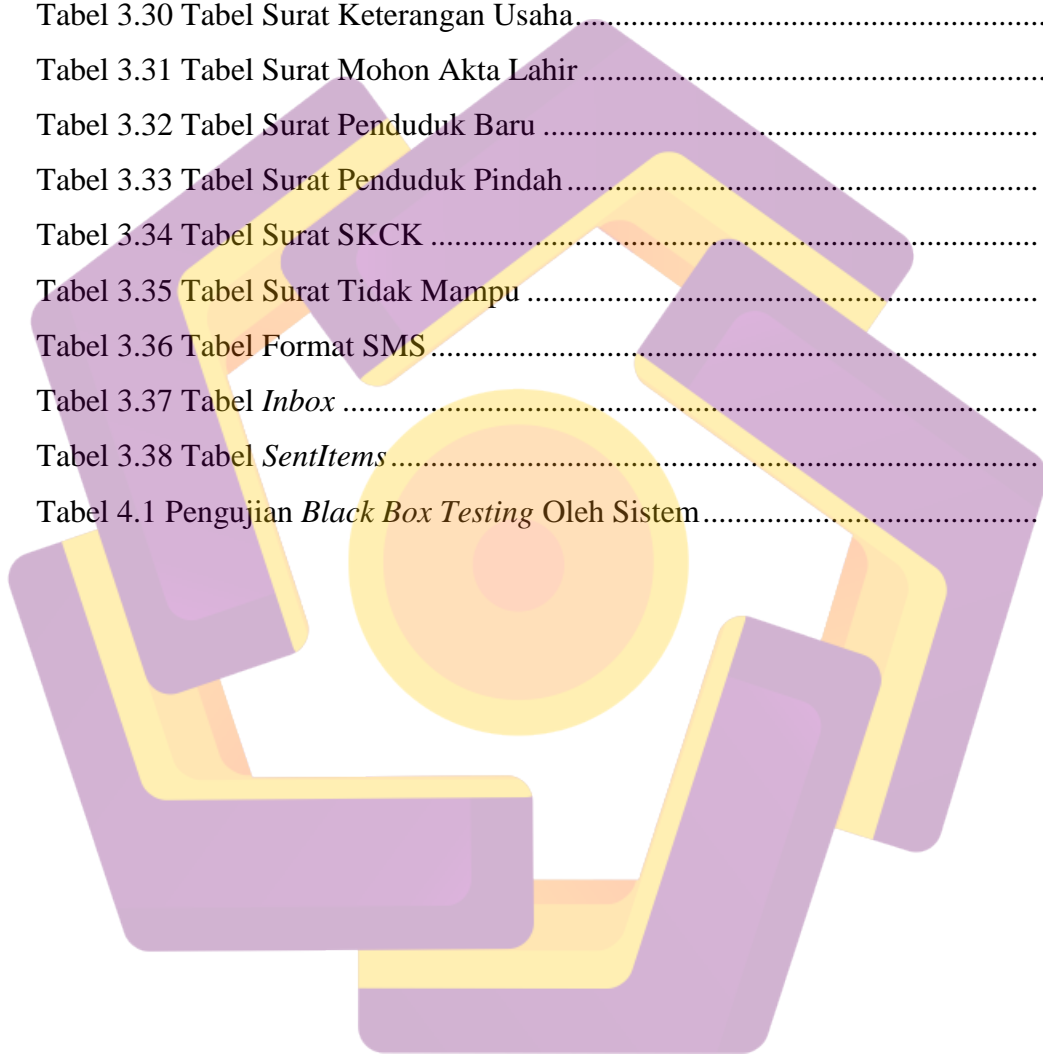 Tabel 3.30 Tabel Surat Keterangan Usaha..........................................................
Tabel 3.31 Tabel Surat Mohon Akta Lahir..........................................................
Tabel 3.32 Tabel Surat Penduduk Baru..............................................................
Tabel 3.33 Tabel Surat Penduduk Pindah...........................................................
Tabel 3.34 Tabel Surat SKCK............................................................................
Tabel 3.35 Tabel Surat Tidak Mampu................................................................
Tabel 3.36 Tabel Format SMS............................................................................
Tabel 3.37 Tabel Inbox.......................................................................................
Tabel 3.38 Tabel SentItems.................................................................................
Tabel 4.1 Pengujian Black Box Testing Oleh Sistem..........................................